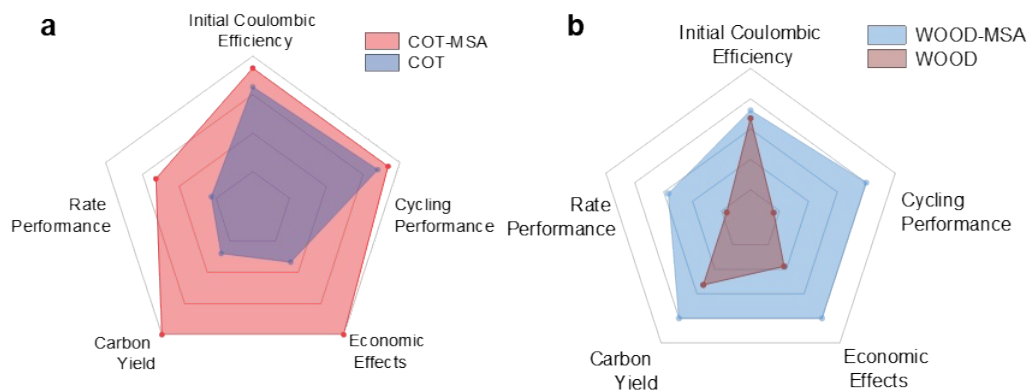 a
Initial Coulombic
Efficiency
COT-MSA
COT
Rate
Performance
Cycling
Performance
Carbon
Yield
Economic
Effects
b
Initial Coulombic
Efficiency
WOOD-MSA
WOOD
Rate
Performance
Cycling
Performance
Carbon
Yield
Economic
Effects